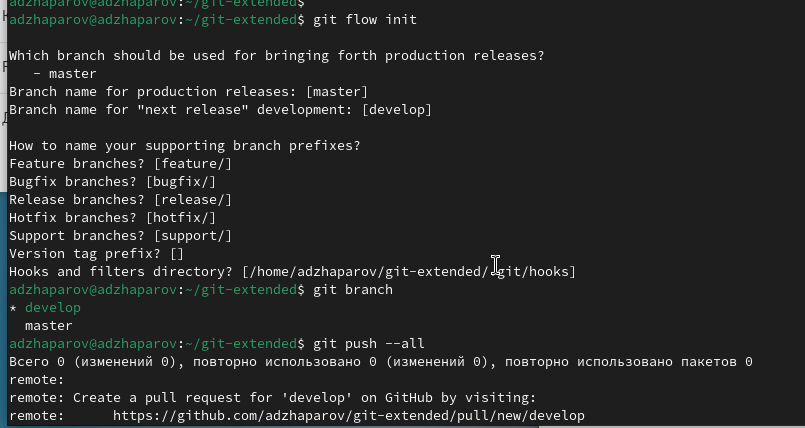 adzhaparov@adzhaparov:~/git-extended$
adzhaparov@adzhaparov:~/git-extended$ git flow init
Which branch should be used for bringing forth production releases?
   - master
Branch name for production releases: [master]
Branch name for "next release" development: [develop]
How to name your supporting branch prefixes?
Feature branches? [feature/]
Bugfix branches? [bugfix/]
Release branches? [release/]
Hotfix branches? [hotfix/]
Support branches? [support/]
Version tag prefix? []
Hooks and filters directory? [/home/adzhaparov/git-extended/.git/hooks]
adzhaparov@adzhaparov:~/git-extended$ git branch
* develop
  master
adzhaparov@adzhaparov:~/git-extended$ git push --all
Всего 0 (изменений 0), повторно использовано 0 (изменений 0), повторно использовано пакетов 0
remote:
remote: Create a pull request for 'develop' on GitHub by visiting:
remote:      https://github.com/adzhaparov/git-extended/pull/new/develop